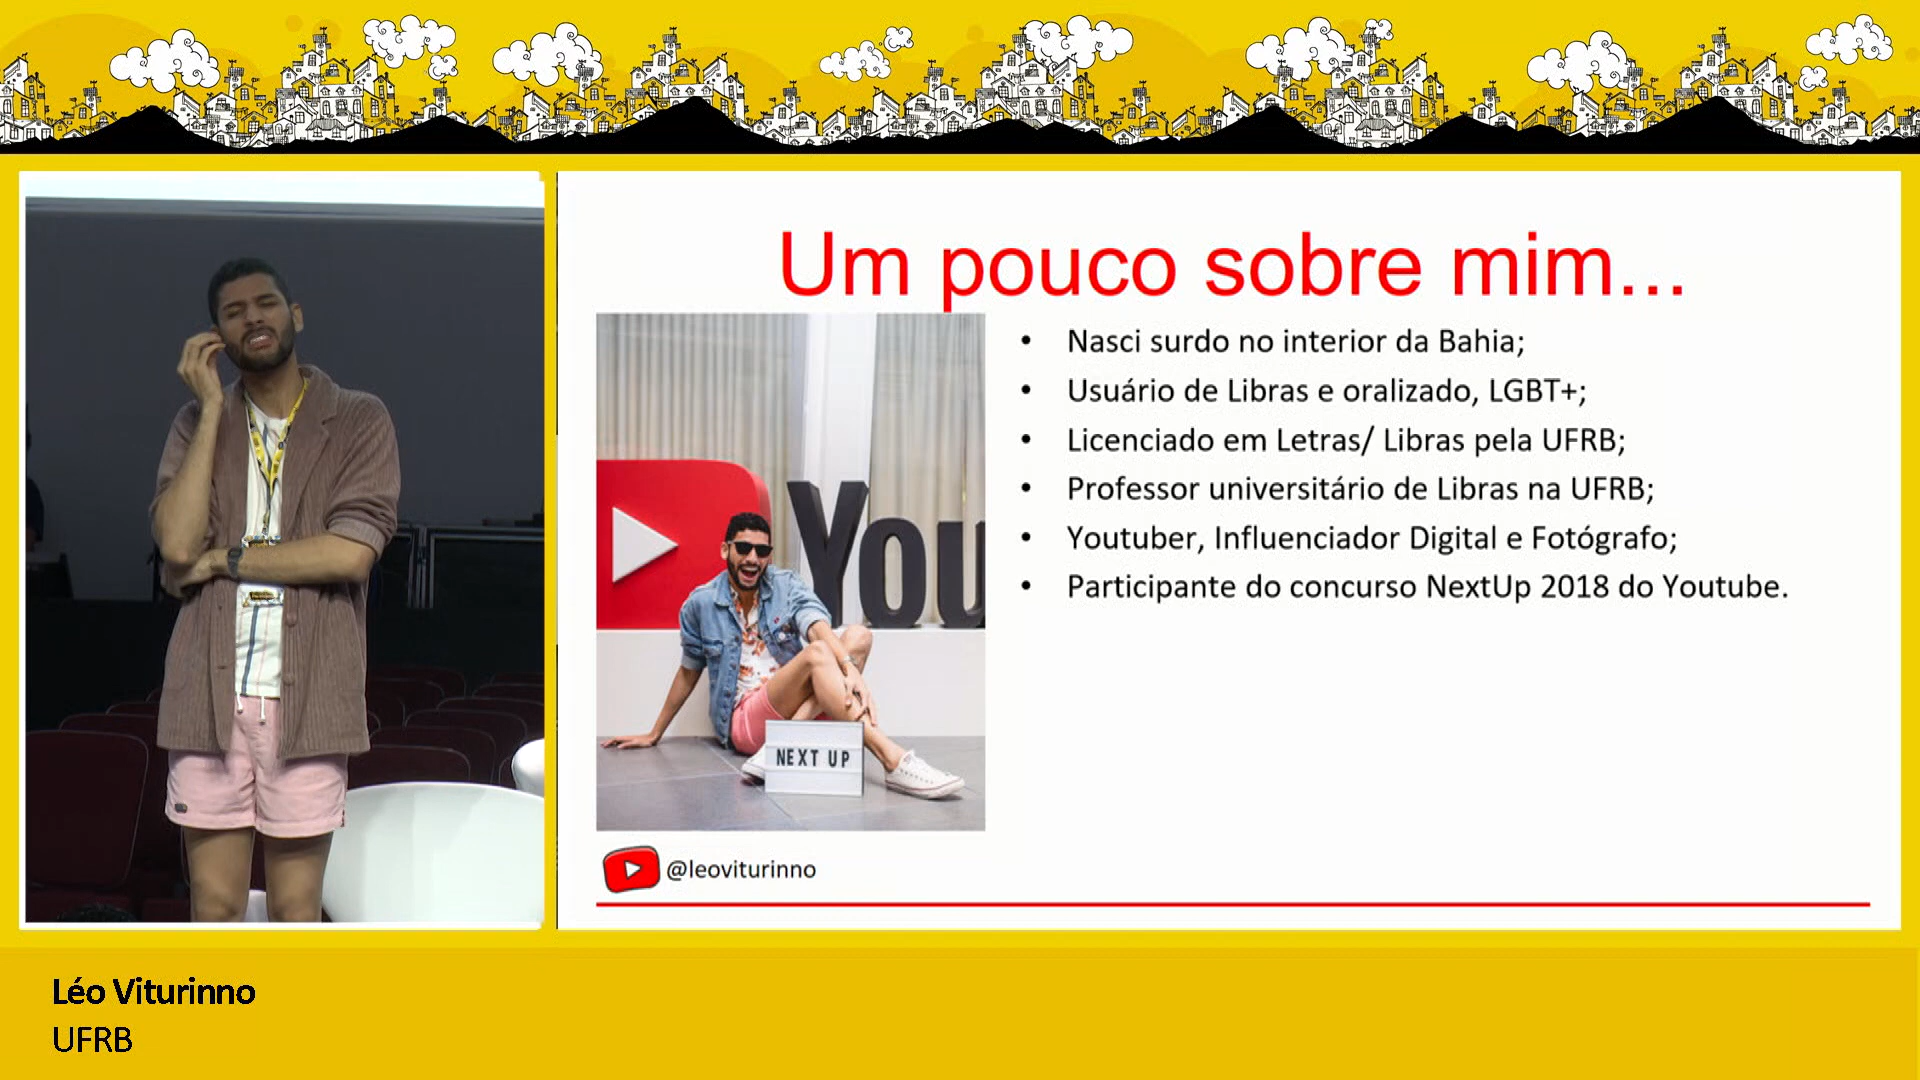 Um pouco sobre mim...
• Nasci surdo no interior da Bahia;
• Usuário de Libras e oralizado, LGBT+;
• Licenciado em Letras/ Libras pela UFRB;
• Professor universitário de Libras na UFRB;
• Youtuber, Influenciador Digital e Fotógrafo;
• Participante do concurso NextUp 2018 do Youtube.
You
NEXT UP
@leoviturinno
Léo Viturinno
UFRB